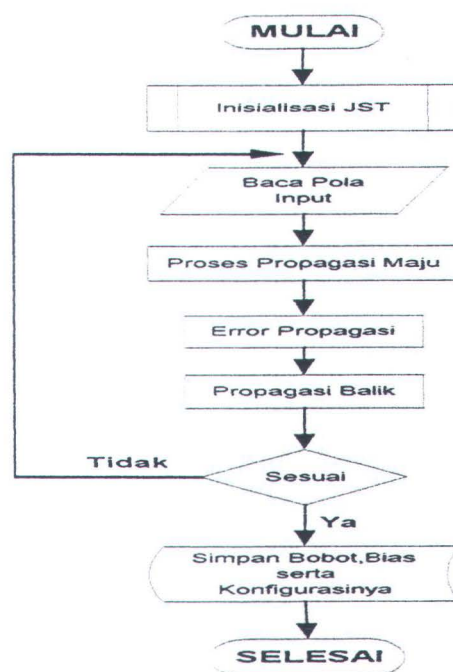 MULAI
Inisialisasi JST
Baca Pola
Input
Proses Propagasi Maju
Error Propagasi
Propagasi Balik
Tidak
Sesuai
Ya
Simpan Bobot,Bias
serta
Konfigurasinya
SELESAI